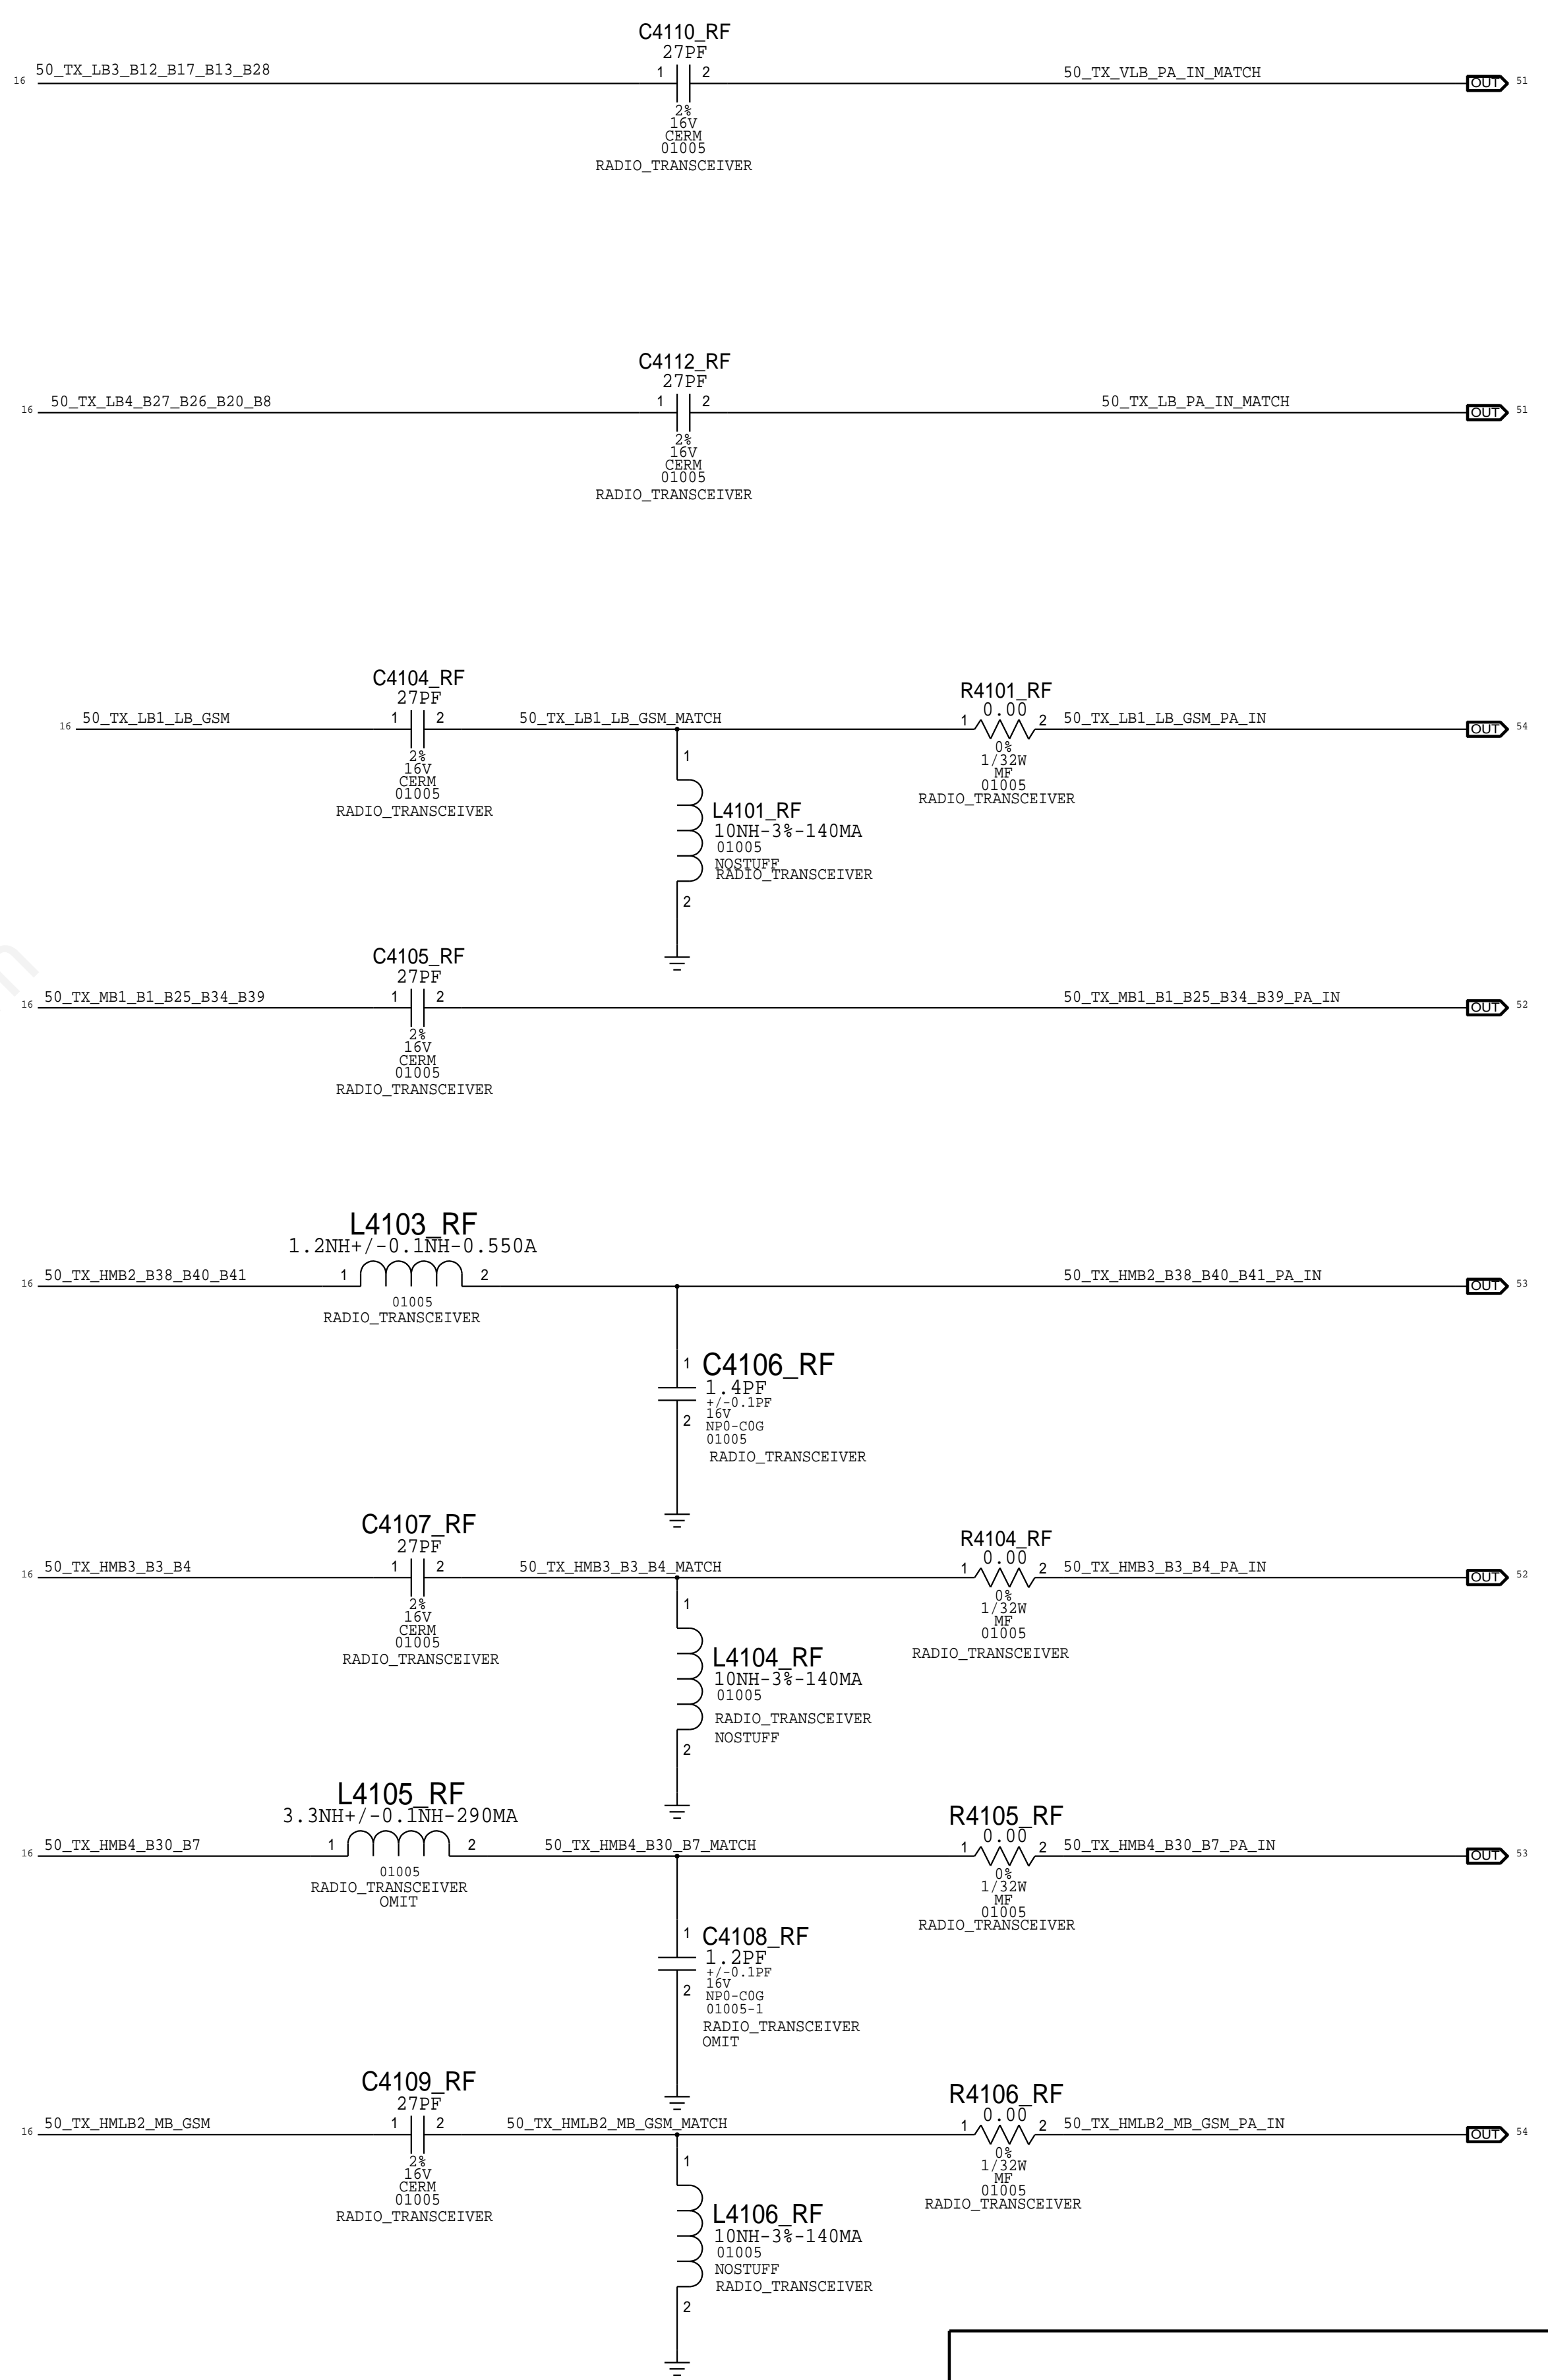 C4110_RF
27PF
16 50_TX_LB3_B12_B17_B13_B28 1 2 50_TX_VLB_PA_IN_MATCH OUT 51
2%
16V
CERM
01005
RADIO_TRANSCEIVER
C4112_RF
27PF
16 50_TX_LB4_B27_B26_B20_B8 1 2 50_TX_LB_PA_IN_MATCH OUT 51
2%
16V
CERM
01005
RADIO_TRANSCEIVER
C4104_RF
27PF
R4101_RF
0.00
16 50_TX_LB1_LB_GSM 1 2 50_TX_LB1_LB_GSM_MATCH 1 2 50_TX_LB1_LB_GSM_PA_IN OUT 54
2%
16V
CERM
01005
RADIO_TRANSCEIVER
0%
1/32W
MF
01005
RADIO_TRANSCEIVER
1
L4101_RF
10NH-3%-140MA
01005
NOSTUFF
RADIO_TRANSCEIVER
2
C4105_RF
27PF
16 50_TX_MB1_B1_B25_B34_B39 1 2 50_TX_MB1_B1_B25_B34_B39_PA_IN OUT 52
2%
16V
CERM
01005
RADIO_TRANSCEIVER
L4103_RF
1.2NH+/-0.1NH-0.550A
16 50_TX_HMB2_B38_B40_B41 1 2 50_TX_HMB2_B38_B40_B41_PA_IN OUT 53
01005
RADIO_TRANSCEIVER
1
C4106_RF
1.4PF
+/-0.1PF
16V
2
NP0-C0G
01005
RADIO_TRANSCEIVER
C4107_RF
27PF
R4104_RF
0.00
16 50_TX_HMB3_B3_B4 1 2 50_TX_HMB3_B3_B4_MATCH 1 2 50_TX_HMB3_B3_B4_PA_IN OUT 52
2%
16V
CERM
01005
RADIO_TRANSCEIVER
0%
1/32W
MF
01005
RADIO_TRANSCEIVER
1
L4104_RF
10NH-3%-140MA
01005
RADIO_TRANSCEIVER
NOSTUFF
2
L4105_RF
3.3NH+/-0.1NH-290MA
R4105_RF
0.00
16 50_TX_HMB4_B30_B7 1 2 50_TX_HMB4_B30_B7_MATCH 1 2 50_TX_HMB4_B30_B7_PA_IN OUT 53
01005
RADIO_TRANSCEIVER
OMIT
0%
1/32W
MF
01005
RADIO_TRANSCEIVER
1
C4108_RF
1.2PF
+/-0.1PF
16V
2
NP0-C0G
01005-1
RADIO_TRANSCEIVER
OMIT
C4109_RF
27PF
R4106_RF
0.00
16 50_TX_HMLB2_MB_GSM 1 2 50_TX_HMLB2_MB_GSM_MATCH 1 2 50_TX_HMLB2_MB_GSM_PA_IN OUT 54
2%
16V
CERM
01005
RADIO_TRANSCEIVER
0%
1/32W
MF
01005
RADIO_TRANSCEIVER
1
L4106_RF
10NH-3%-140MA
01005
NOSTUFF
RADIO_TRANSCEIVER
2